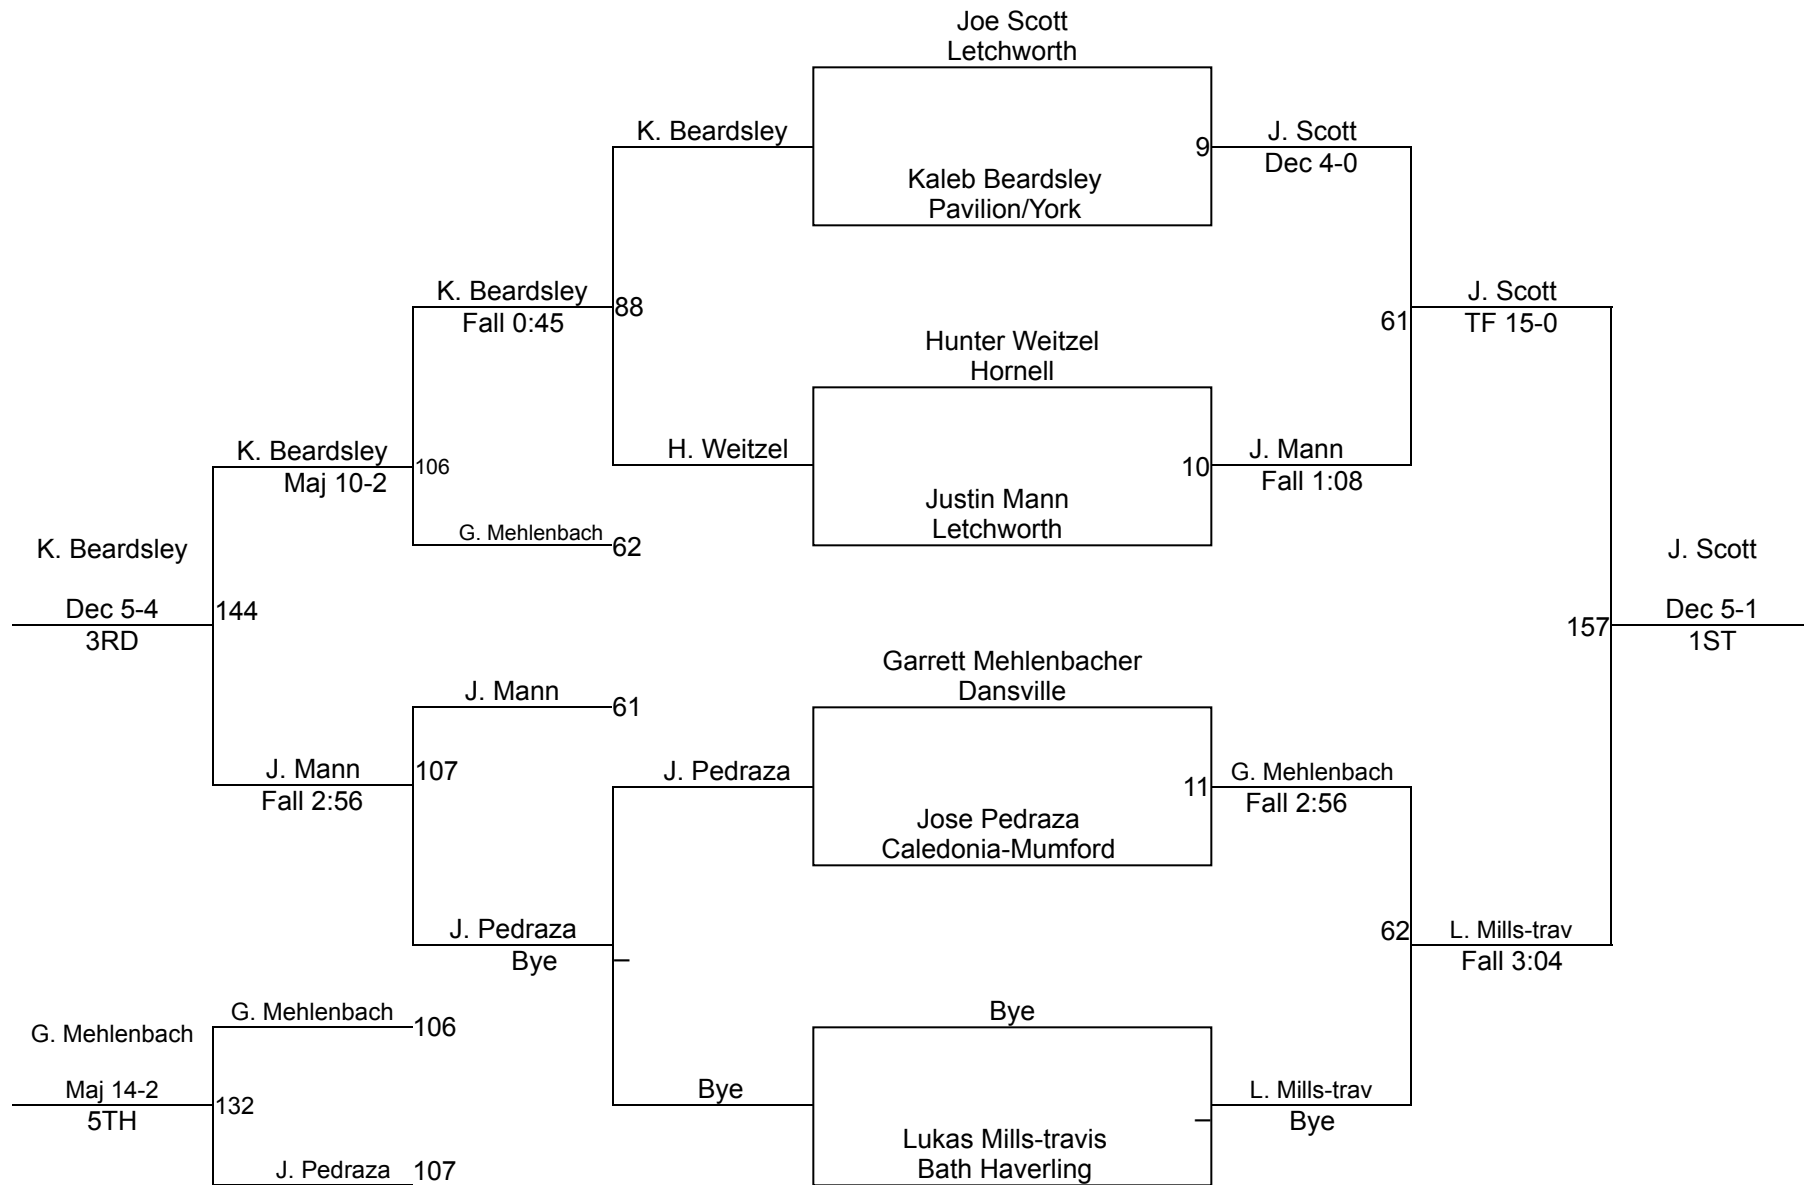 Joe Scott
Letchworth
K. Beardsley
9
J. Scott
Dec 4-0
Kaleb Beardsley
Pavilion/York
K. Beardsley
Fall 0:45
88
61
J. Scott
TF 15-0
Hunter Weitzel
Hornell
K. Beardsley
Maj 10-2
106
H. Weitzel
10
J. Mann
Fall 1:08
Justin Mann
Letchworth
G. Mehlenbach
62
K. Beardsley
Dec 5-4
3RD
144
J. Scott
157
Dec 5-1
1ST
Garrett Mehlenbacher
Dansville
J. Mann
61
J. Mann
Fall 2:56
107
J. Pedraza
11
G. Mehlenbach
Fall 2:56
Jose Pedraza
Caledonia-Mumford
J. Pedraza
Bye
62
L. Mills-trav
Fall 3:04
G. Mehlenbach
106
G. Mehlenbach
Maj 14-2
5TH
132
J. Pedraza
107
Bye
Bye
L. Mills-trav
Bye
Lukas Mills-travis
Bath Haverling